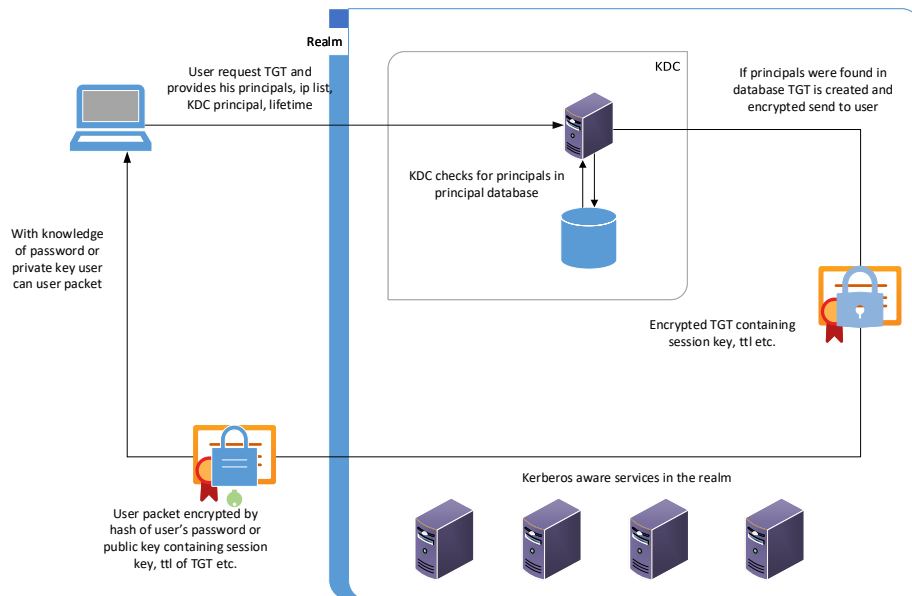 Realm
User request TGT and
provides his principals, ip list,
KDC principal, lifetime
KDC
If principals were found in
database TGT is created and
encrypted send to user
KDC checks for principals in
principal database
With knowledge
of password or
private key user
can user packet
Encrypted TGT containing
session key, ttl etc.
Kerberos aware services in the realm
User packet encrypted by
hash of user's password or
public key containing session
key, ttl of TGT etc.